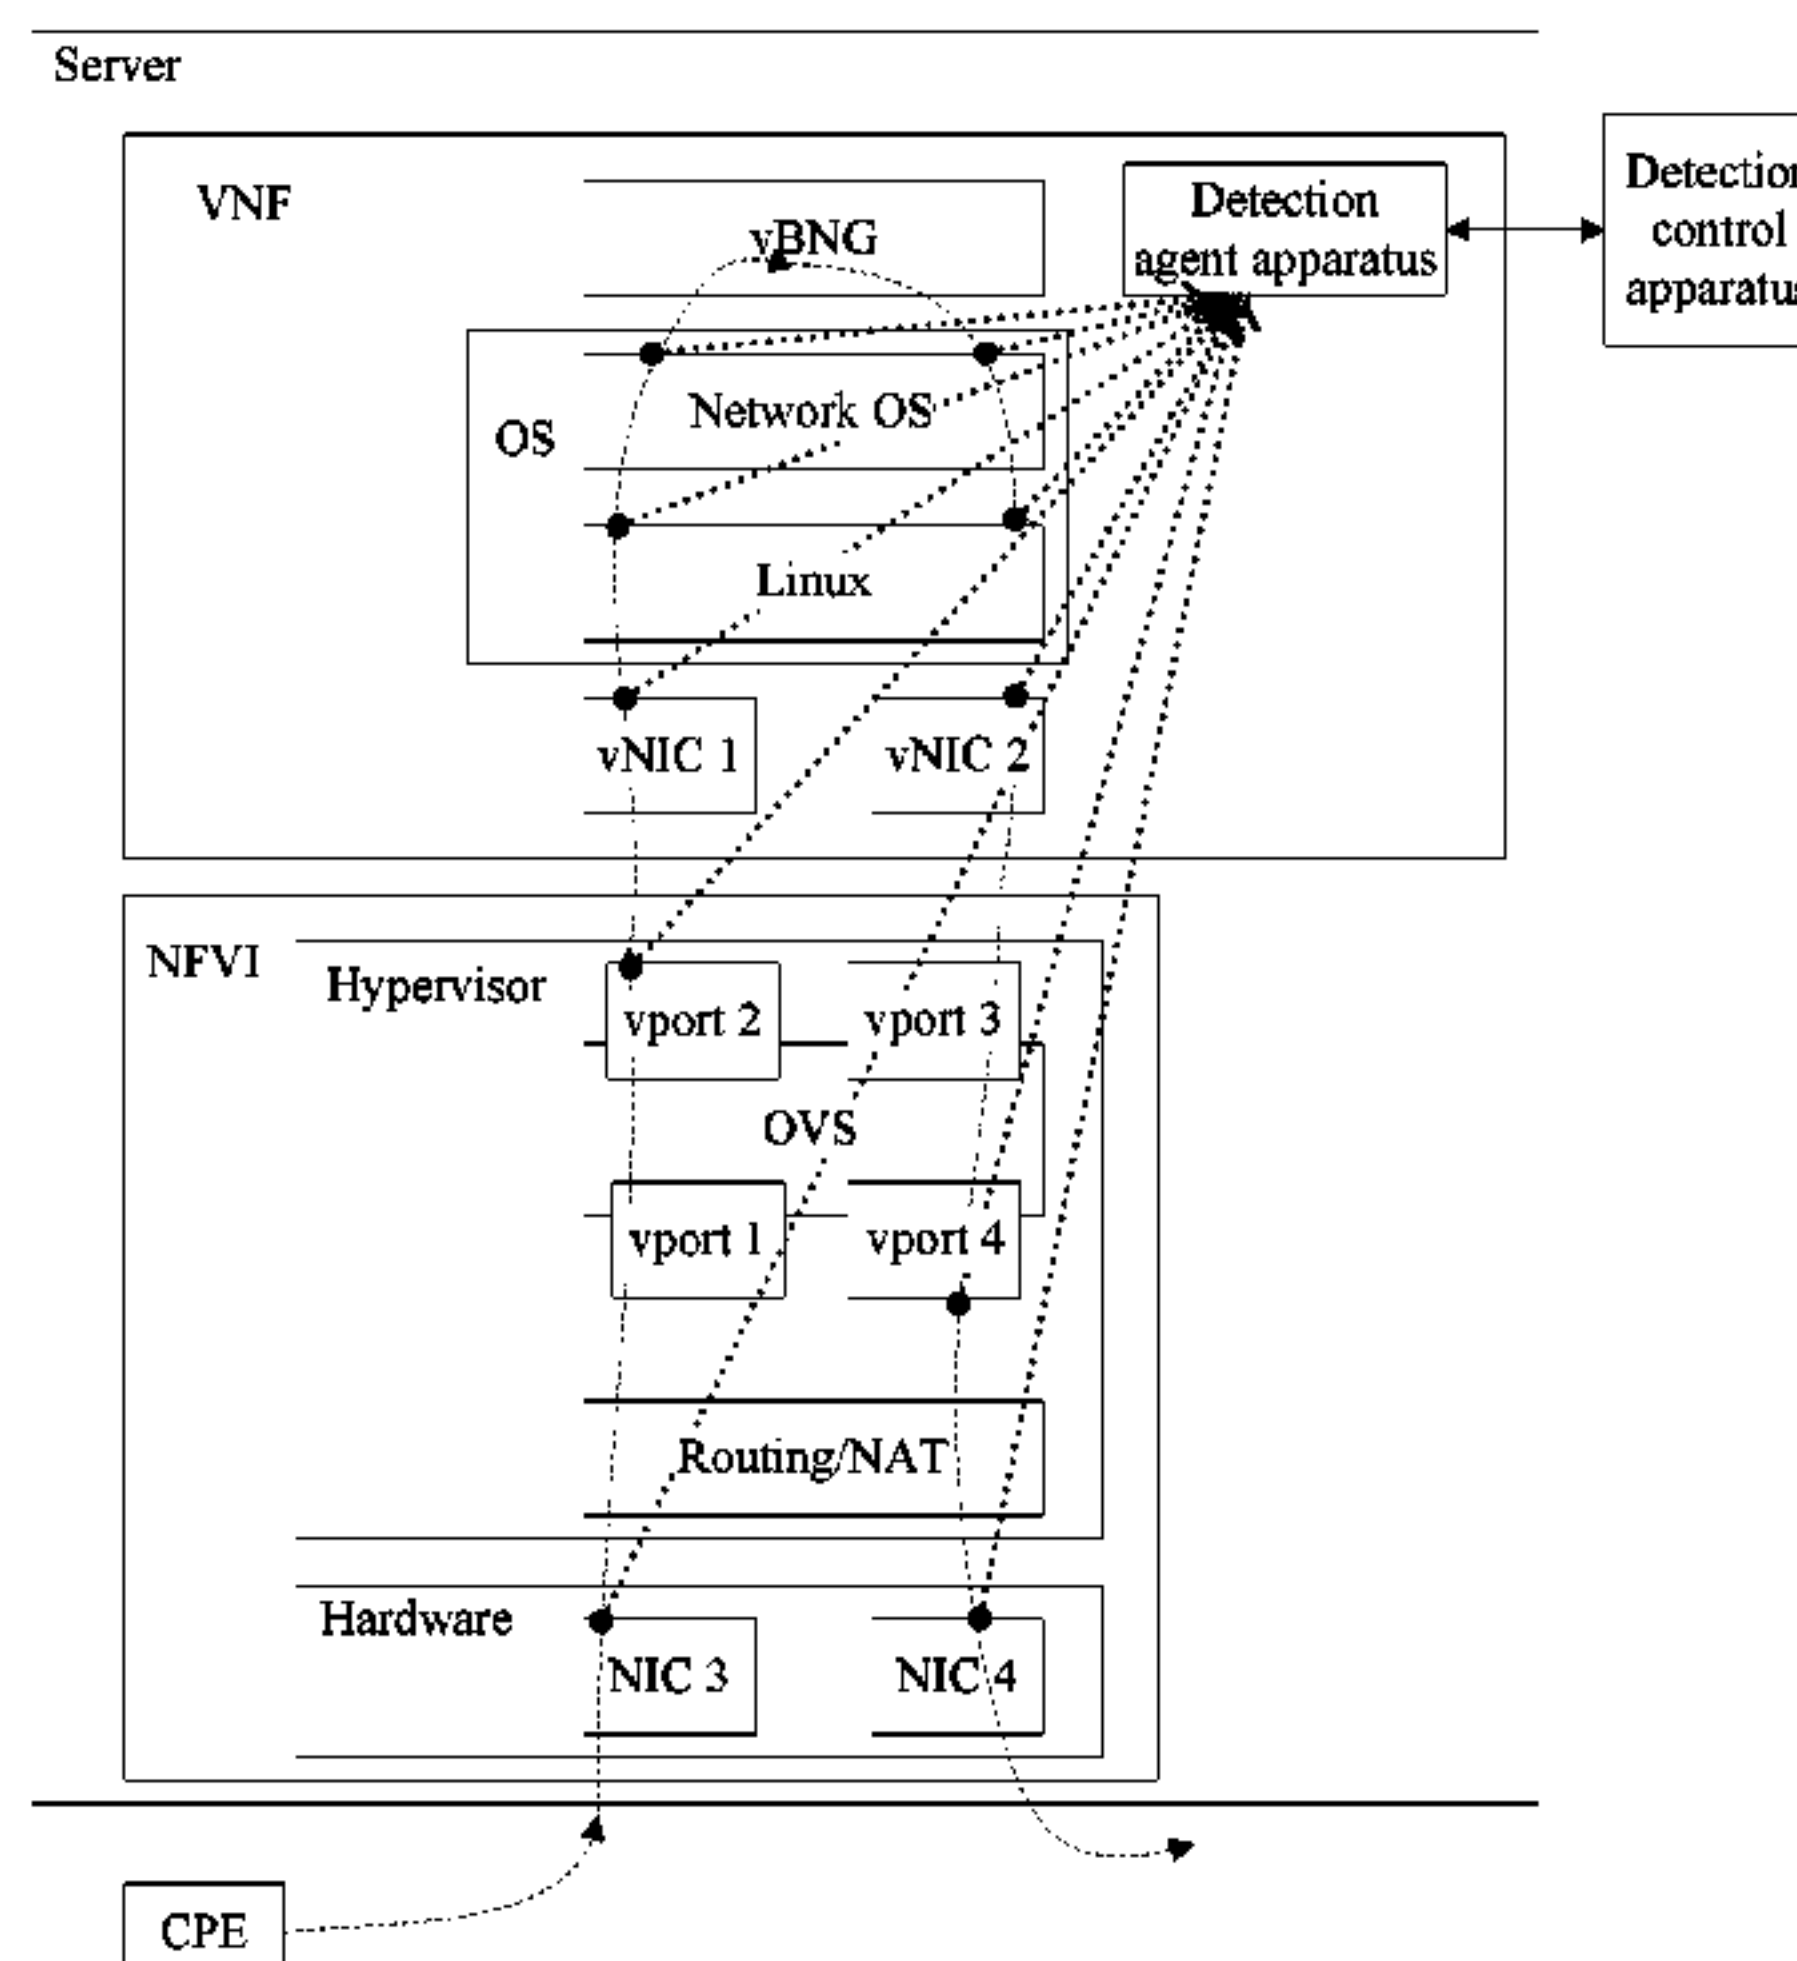 Server
VNF
vBNG
Detection
agent apparatus
control
OS
Network OS
Linux
vNIC 1
vNIC 2
NFVI
Hypervisor
vport 2
vport 3
OVS
vport 1
vport 4
Routing/NAT
Hardware
NIC 3
NIC 4
CPE